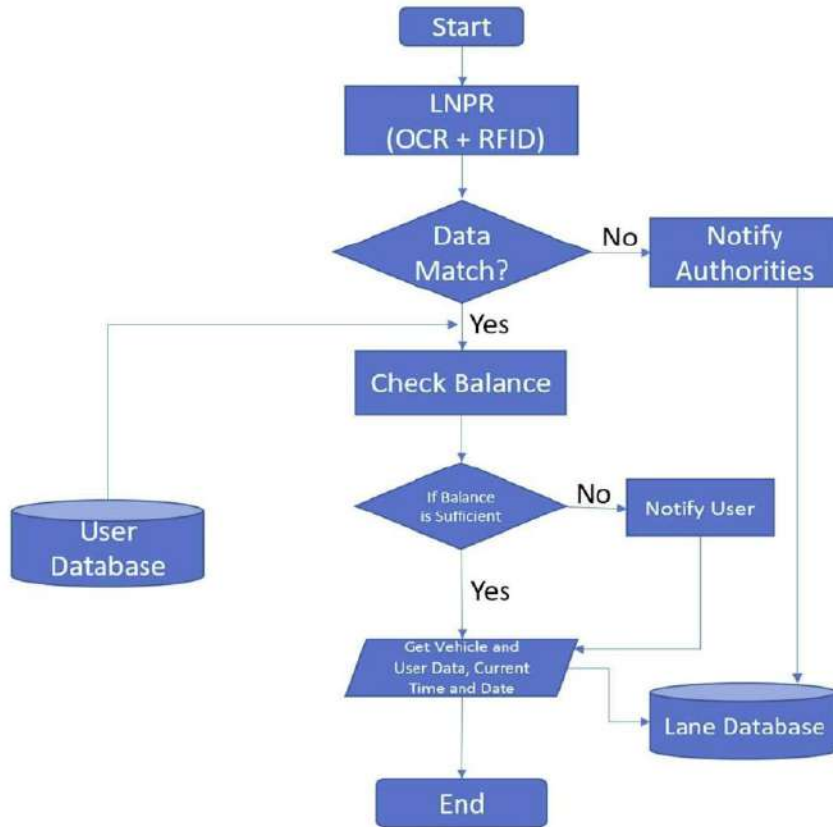 Start
LNPR
(OCR + RFID)
Data
Match?
No
Notify
Authorities
Yes
Check Balance
If Balance
is Sufficient
No
Notify User
User
Database
Yes
Get Vehicle and
User Data, Current
Time and Date
Lane Database
End